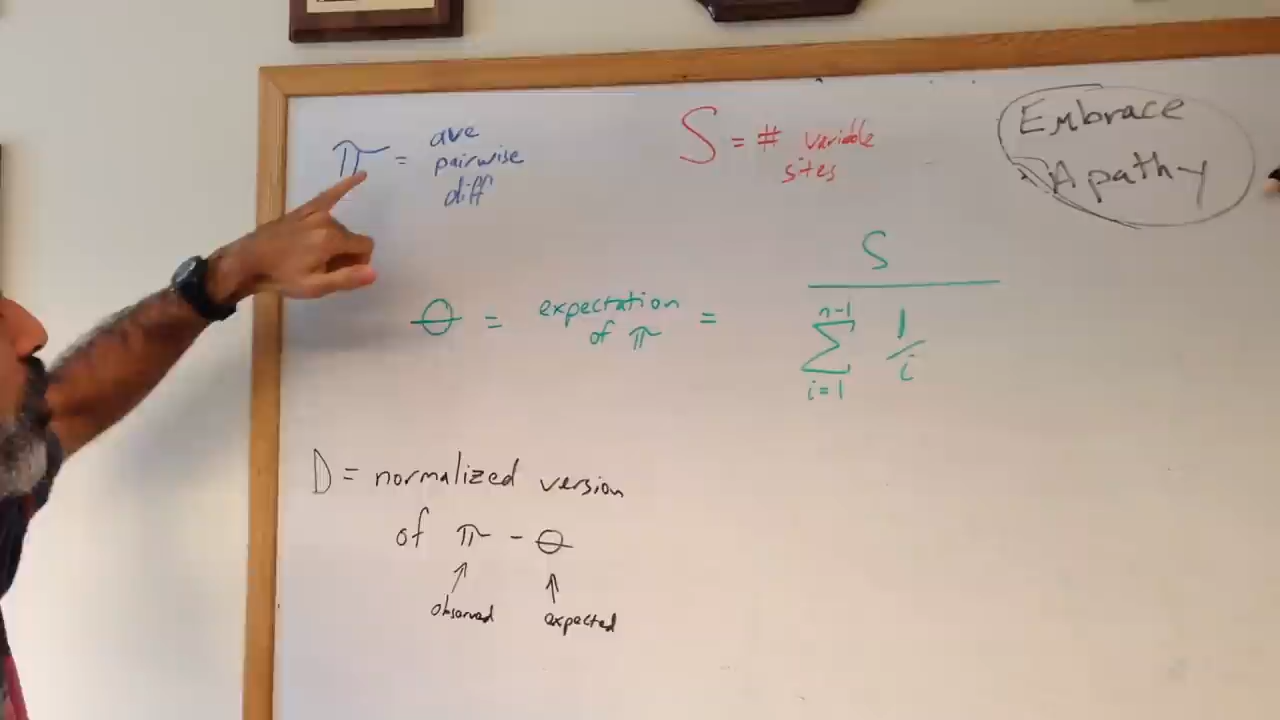 π = ave
pairwise
diff
S = # variable
sites
Embrace
Apathy
θ = expectation
of π =
S
n-1
∑ 1/i
i=1
D = normalized version
of π - θ
↑ ↑
observed expected